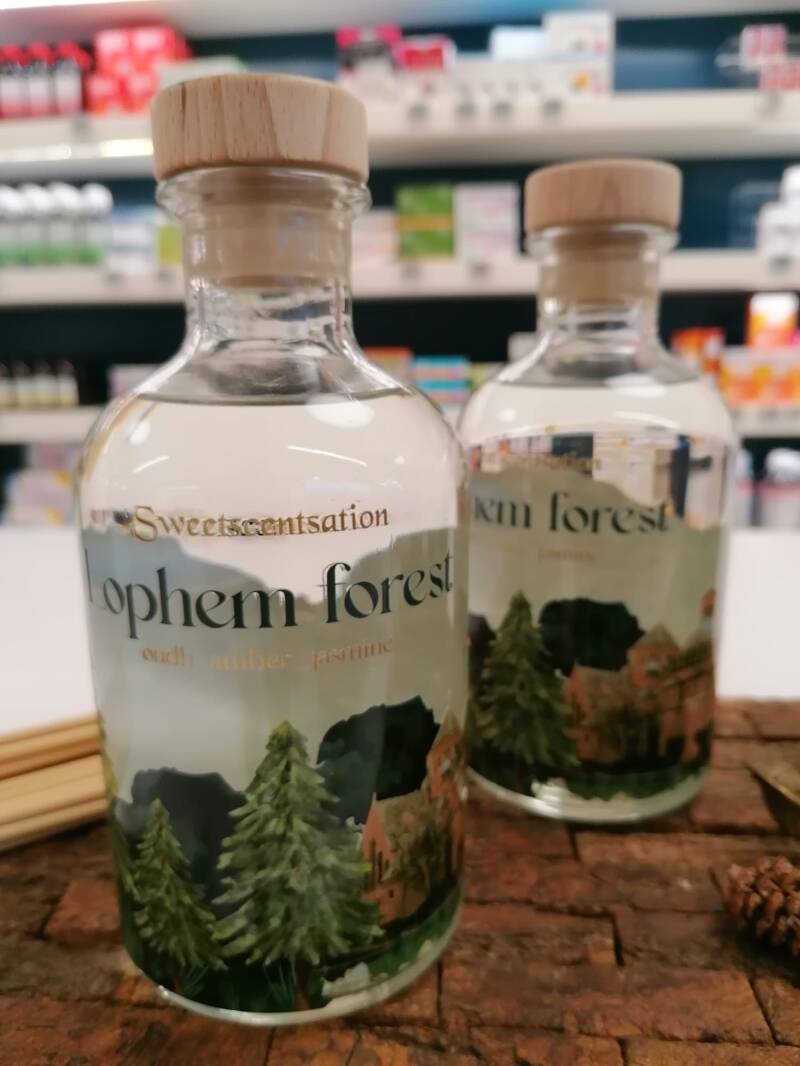 Sweetscentsation
Lophem forest
oudh amber jasmine
hem forest